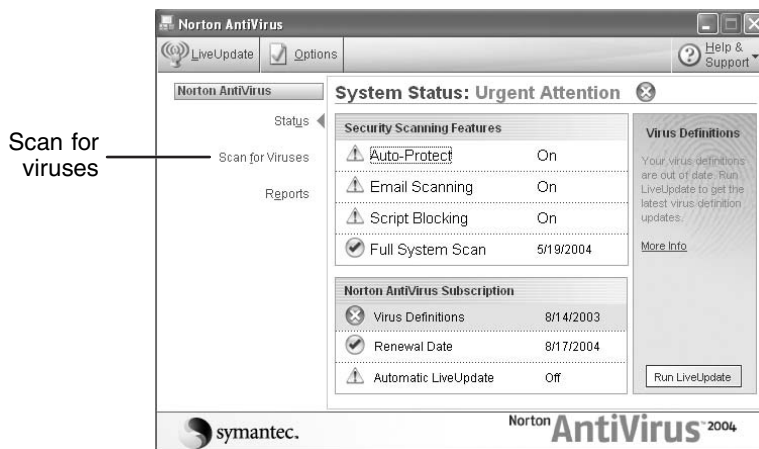 Norton AntiVirus
LiveUpdate Options Help & Support
Norton AntiVirus
System Status: Urgent Attention
Status
Scan for Viruses
Reports
Scan for viruses
Security Scanning Features
Auto-Protect On
Email Scanning On
Script Blocking On
Full System Scan 5/19/2004
Norton AntiVirus Subscription
Virus Definitions 8/14/2003
Renewal Date 8/17/2004
Automatic LiveUpdate Off
Virus Definitions
Your virus definitions
are out of date. Run
LiveUpdate to get the
latest virus definition
updates.
More Info
Run LiveUpdate
symantec.
Norton AntiVirus 2004